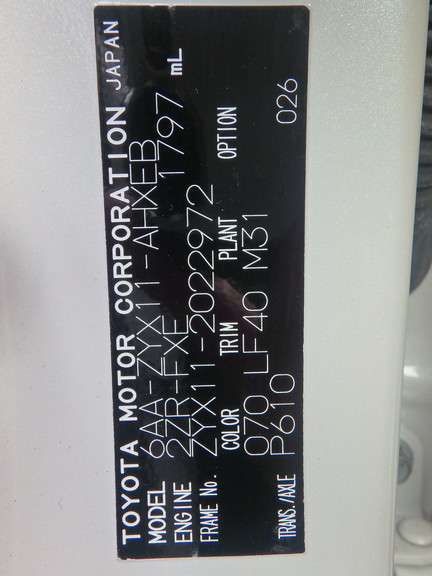 TOYOTA MOTOR CORPORATION JAPAN
MODEL 6AA-ZYX11-AHXEB
ENGINE 2ZR-FXE 1797 mL
FRAME No. ZYX11-2022972
COLOR TRIM PLANT OPTION
070 LF40 M31 026
TRANS./AXLE P610